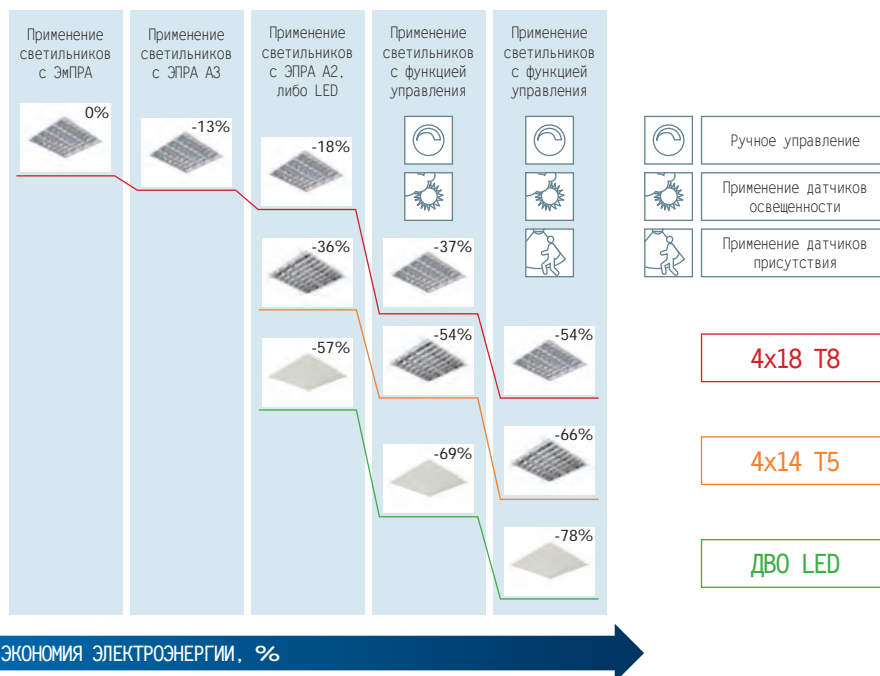 Применение
светильников
с ЭмПРА
0%
Применение
светильников
с ЭПРА А3
-13%
Применение
светильников
с ЭПРА А2,
либо LED
-18%
-36%
-57%
Применение
светильников
с функцией
управления
-37%
-54%
-69%
Применение
светильников
с функцией
управления
-54%
-66%
-78%
Ручное управление
Применение датчиков
освещенности
Применение датчиков
присутствия
4x18 T8
4x14 T5
ДВО LED
ЭКОНОМИЯ ЭЛЕКТРОЭНЕРГИИ, %